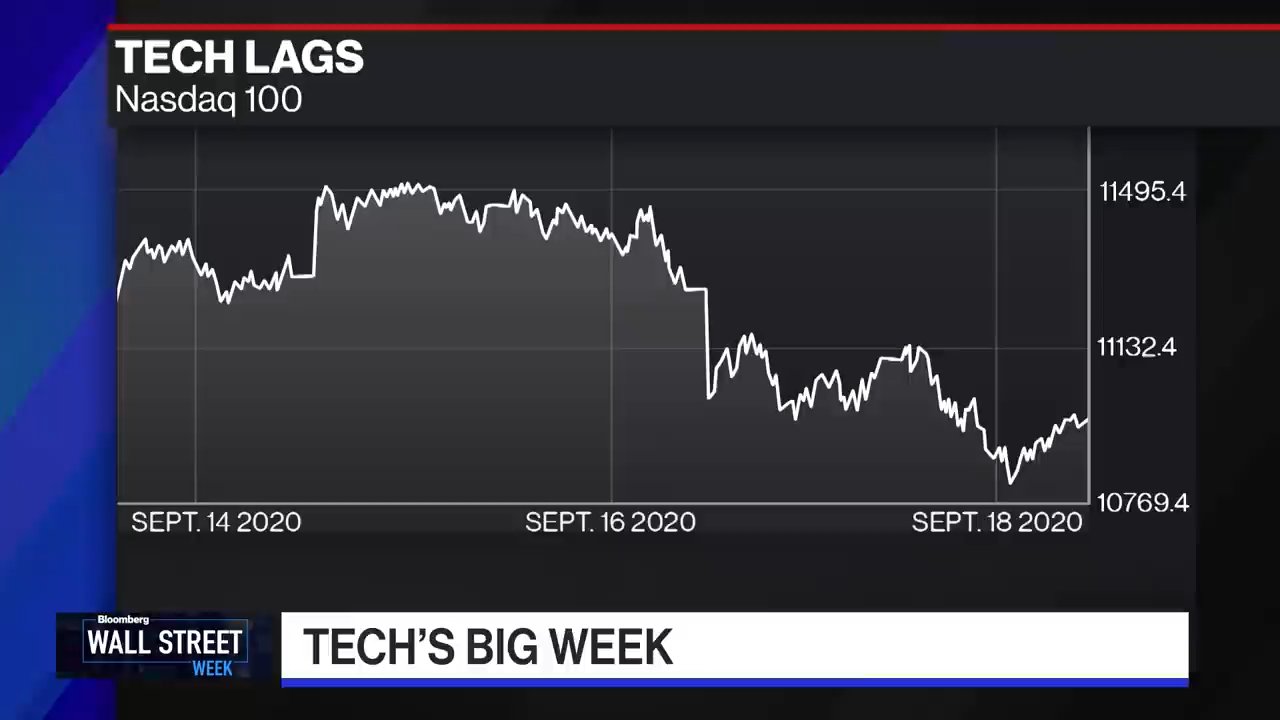 TECH LAGS
Nasdaq 100
11495.4
11132.4
10769.4
SEPT. 14 2020
SEPT. 16 2020
SEPT. 18 2020
Bloomberg
WALL STREET
WEEK
TECH'S BIG WEEK